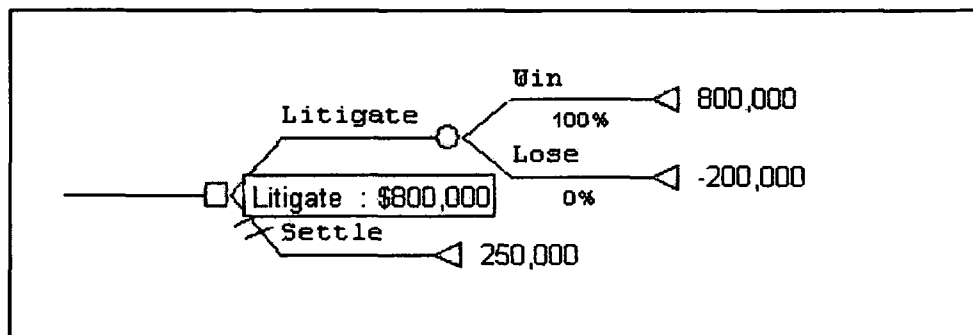 Win
800,000
Litigate
100%
Lose
-200,000
0%
Litigate : $800,000
Settle
250,000